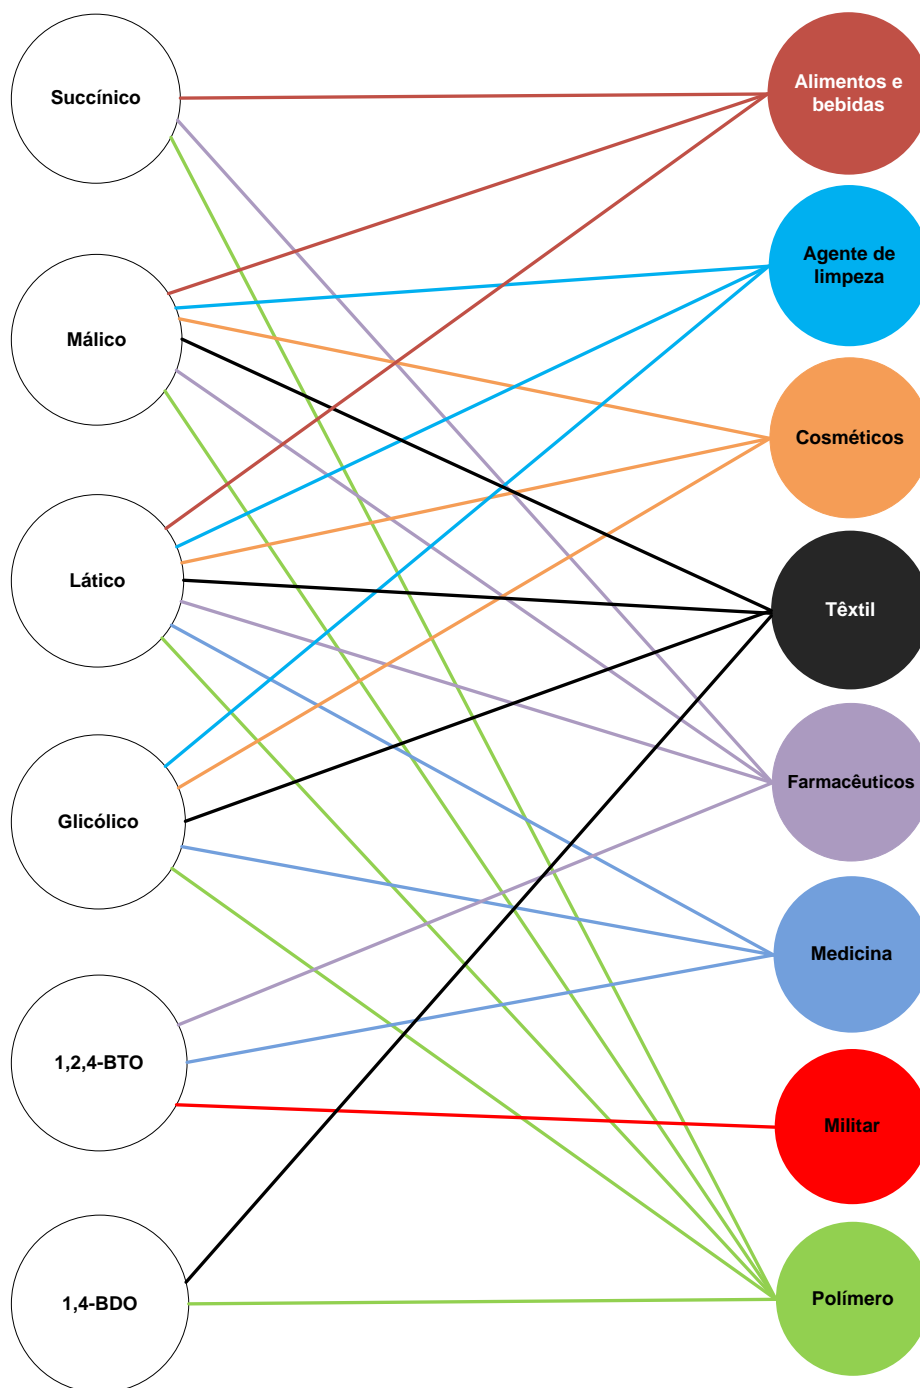 Succínico
Málico
Lático
Glicólico
1,2,4-BTO
1,4-BDO
Alimentos e
bebidas
Agente de
limpeza
Cosméticos
Têxtil
Farmacêuticos
Medicina
Militar
Polímero